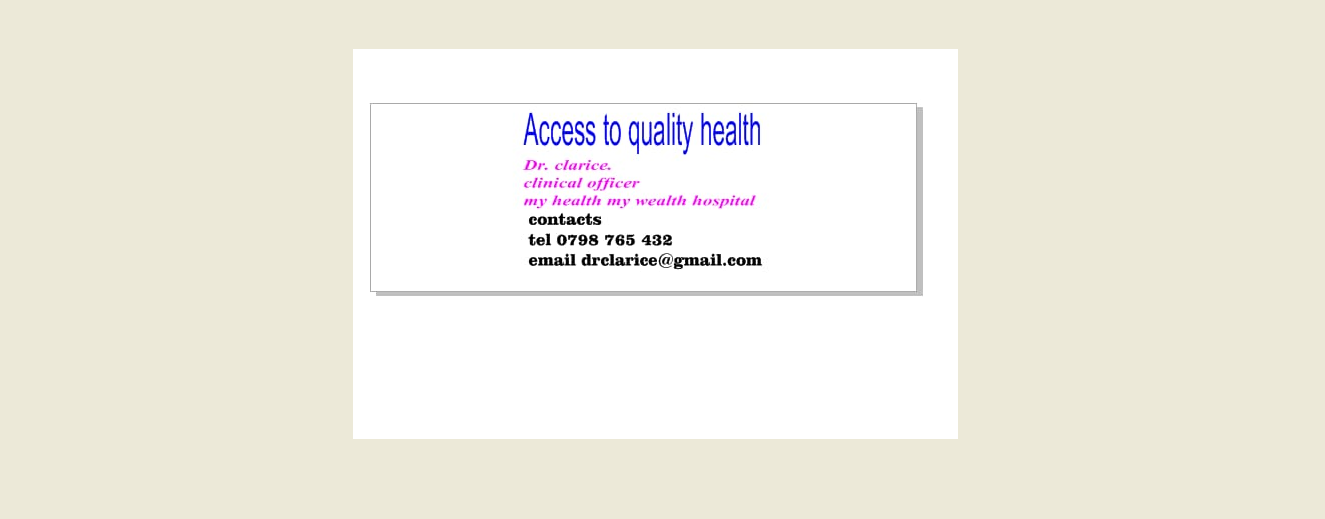 Access to quality health
Dr. clarice.
clinical officer
my health my wealth hospital
contacts
tel 0798 765 432
email drclarice@gmail.com